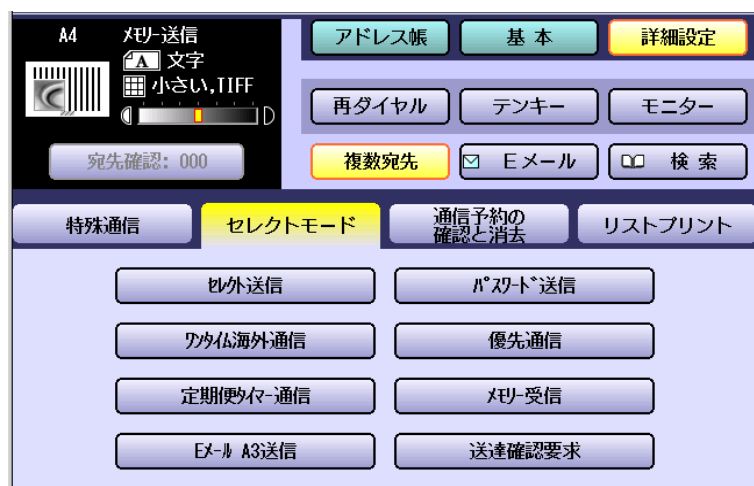 A4 ﾒﾓﾘｰ送信
A 文字
小さい,TIFF
D
宛先確認: 000
アドレス帳
基 本
詳細設定
再ダイヤル
テンキー
モニター
複数宛先
Eメール
検 索
特殊通信
セレクトモード
通信予約の
確認と消去
リストプリント
ｾﾚｸﾄ送信
ﾊﾟｽﾜｰﾄﾞ送信
ﾜﾝﾀｲﾑ海外通信
優先通信
定期便ﾀｲﾏｰ通信
ﾒﾓﾘｰ受信
Eﾒｰﾙ A3送信
送達確認要求